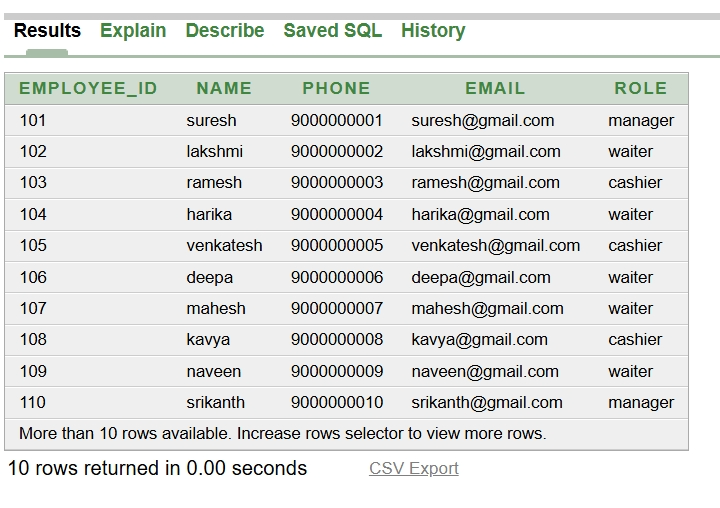 Results Explain Describe Saved SQL History
EMPLOYEE_ID NAME PHONE EMAIL ROLE
101 suresh 9000000001 suresh@gmail.com manager
102 lakshmi 9000000002 lakshmi@gmail.com waiter
103 ramesh 9000000003 ramesh@gmail.com cashier
104 harika 9000000004 harika@gmail.com waiter
105 venkatesh 9000000005 venkatesh@gmail.com cashier
106 deepa 9000000006 deepa@gmail.com waiter
107 mahesh 9000000007 mahesh@gmail.com waiter
108 kavya 9000000008 kavya@gmail.com cashier
109 naveen 9000000009 naveen@gmail.com waiter
110 srikanth 9000000010 srikanth@gmail.com manager
More than 10 rows available. Increase rows selector to view more rows.
10 rows returned in 0.00 seconds CSV Export